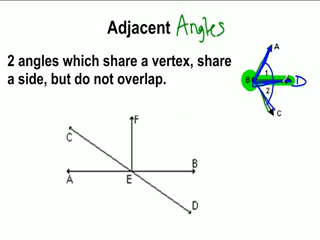 Adjacent Angles
2 angles which share a vertex, share
a side, but do not overlap.
A
B
1
D
2
C
F
C
A
E
B
D